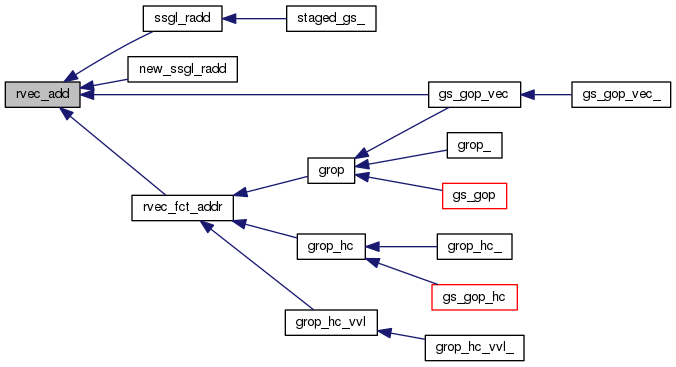 ssgl_radd
staged_gs_
new_ssgl_radd
rvec_add
gs_gop_vec
gs_gop_vec_
grop_
grop
gs_gop
rvec_fct_addr
grop_hc
grop_hc_
gs_gop_hc
grop_hc_vvl
grop_hc_vvl_